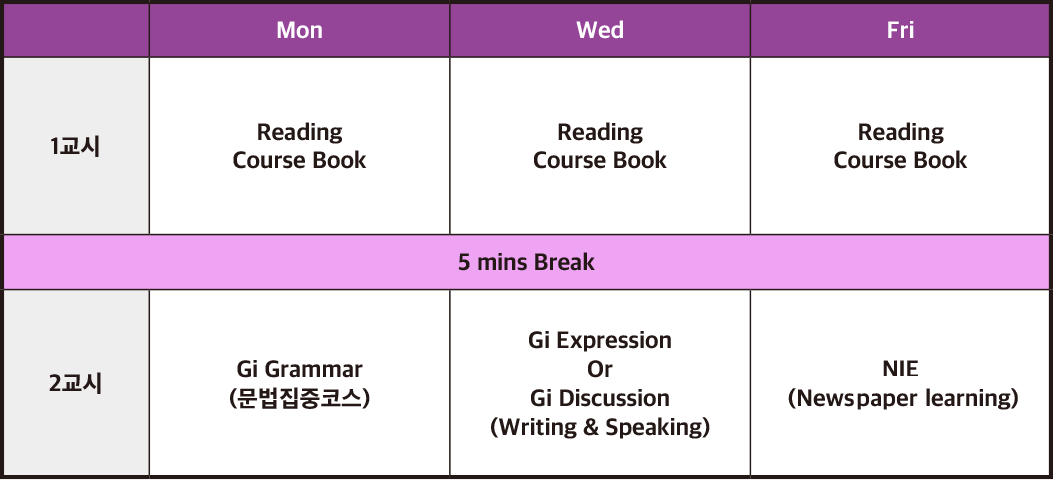 Mon
Wed
Fri
1교시
Reading
Course Book
Reading
Course Book
Reading
Course Book
5 mins Break
2교시
Gi Grammar
(문법집중코스)
Gi Expression
Or
Gi Discussion
(Writing & Speaking)
NIE
(Newspaper learning)